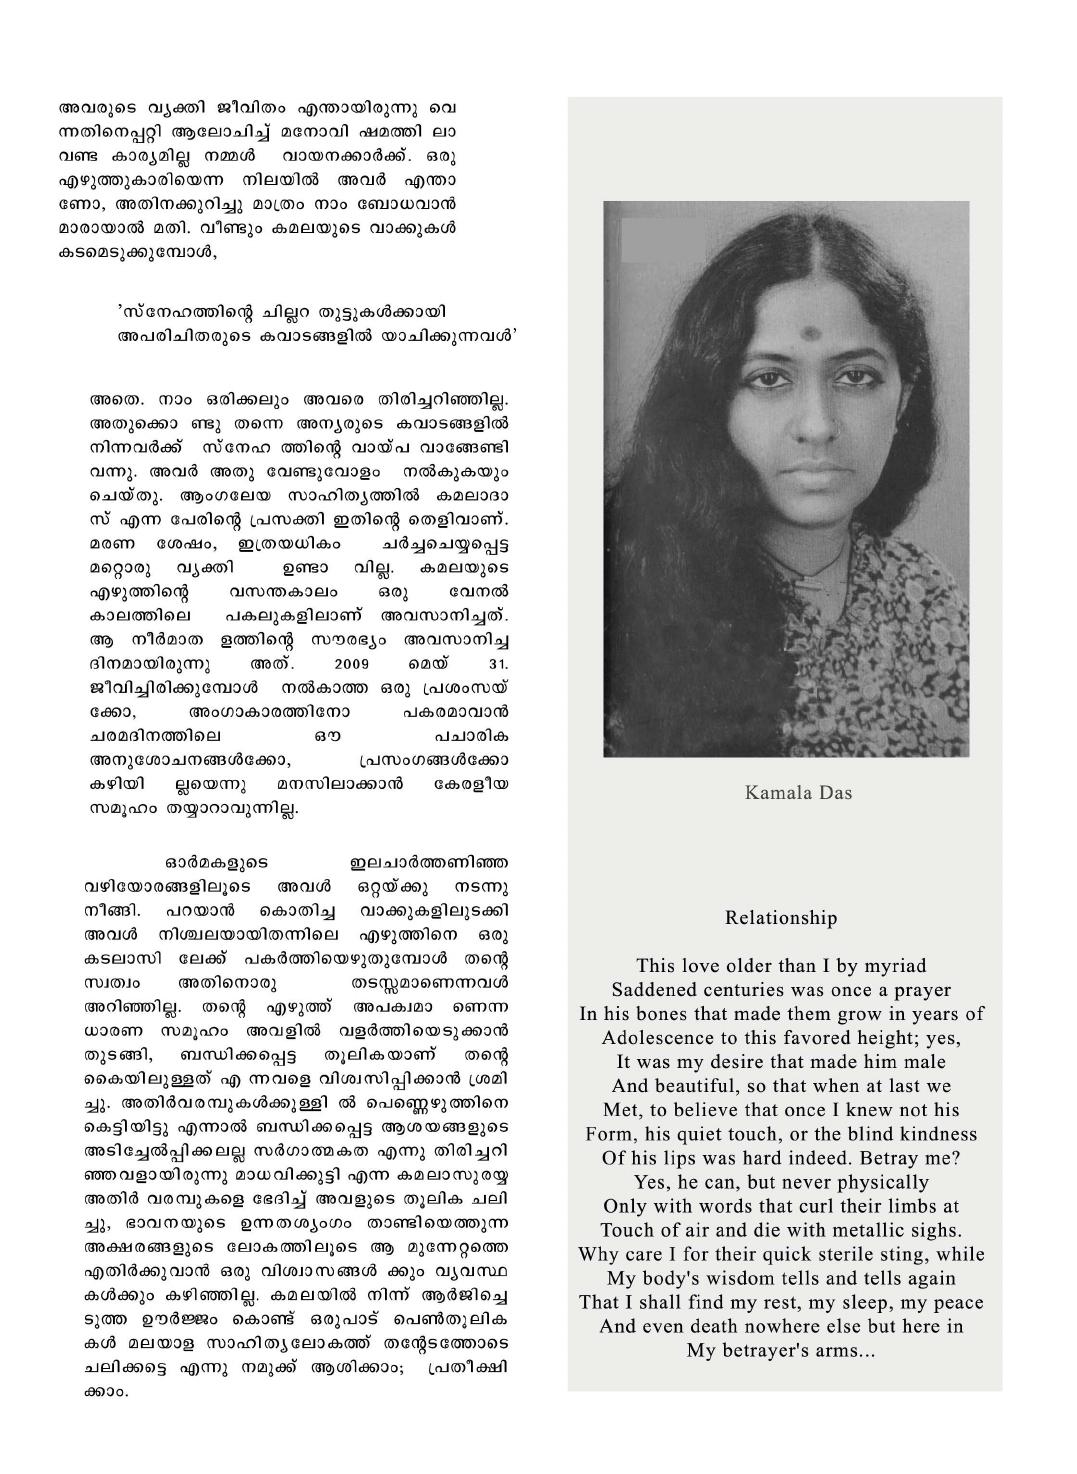 അവരുടെ വ്യക്തി ജീവിതം എന്തായിരുന്നു വെ
ന്നതിനെപ്പറ്റി ആലോചിച്ച് മനോവി ഷമത്തി ലാ
വണ്ട കാര്യമില്ല നമ്മൾ വായനക്കാർക്ക്. ഒരു
എഴുത്തുകാരിയെന്ന നിലയിൽ അവർ എന്താ
ണോ, അതിനക്കുറിച്ചു മാത്രം നാം ബോധവാൻ
മാരായാൽ മതി. വീണ്ടും കമലയുടെ വാക്കുകൾ
കടമെടുക്കുമ്പോൾ,
'സ്നേഹത്തിന്റെ ചില്ലറ തുട്ടുകൾക്കായി
അപരിചിതരുടെ കവാടങ്ങളിൽ യാചിക്കുന്നവൾ'
അതെ. നാം ഒരിക്കലും അവരെ തിരിച്ചറിഞ്ഞില്ല.
അതുക്കൊ ണ്ടു തന്നെ അന്യരുടെ കവാടങ്ങളിൽ
നിന്നവർക്ക് സ്നേഹ ത്തിന്റെ വായ്പ വാങ്ങേണ്ടി
വന്നു. അവർ അതു വേണ്ടുവോളം നൽകുകയും
ചെയ്തു. ആംഗലേയ സാഹിത്യത്തിൽ കമലാദാ
സ് എന്ന പേരിന്റെ പ്രസക്തി ഇതിന്റെ തെളിവാണ്.
മരണ ശേഷം, ഇത്രയധികം ചർച്ചചെയ്യപ്പെട്ട
മറ്റൊരു വ്യക്തി ഉണ്ടാ വില്ല. കമലയുടെ
എഴുത്തിന്റെ വസന്തകാലം ഒരു വേനൽ
കാലത്തിലെ പകലുകളിലാണ് അവസാനിച്ചത്.
ആ നീർമാത ളത്തിന്റെ സൗരഭ്യം അവസാനിച്ച
ദിനമായിരുന്നു അത്. 2009 മെയ് 31.
ജീവിച്ചിരിക്കുമ്പോൾ നൽകാത്ത ഒരു പ്രശംസയ്
ക്കോ, അംഗാകാരത്തിനോ പകരമാവാൻ
ചരമദിനത്തിലെ ഔ പചാരിക
അനുശോചനങ്ങൾക്കോ, പ്രസംഗങ്ങൾക്കോ
കഴിയി ല്ലയെന്നു മനസിലാക്കാൻ കേരളീയ
സമൂഹം തയ്യാറാവുന്നില്ല.
ഓർമകളുടെ ഇലചാർത്തണിഞ്ഞ
വഴിയോരങ്ങളിലൂടെ അവൾ ഒറ്റയ്ക്കു നടന്നു
നീങ്ങി. പറയാൻ കൊതിച്ച വാക്കുകളിലുടക്കി
അവൾ നിശ്ചലയായിതന്നിലെ എഴുത്തിനെ ഒരു
കടലാസി ലേക്ക് പകർത്തിയെഴുതുമ്പോൾ തന്റെ
സ്വത്വം അതിനൊരു തടസ്സമാണെന്നവൾ
അറിഞ്ഞില്ല. തന്റെ എഴുത്ത് അപക്വമാ ണെന്ന
ധാരണ സമൂഹം അവളിൽ വളർത്തിയെടുക്കാൻ
തുടങ്ങി, ബന്ധിക്കപ്പെട്ട തൂലികയാണ് തന്റെ
കൈയിലുള്ളത് എ ന്നവളെ വിശ്വസിപ്പിക്കാൻ ശ്രമി
ച്ചു. അതിർവരമ്പുകൾക്കുള്ളി ൽ പെണ്ണെഴുത്തിനെ
കെട്ടിയിട്ടു എന്നാൽ ബന്ധിക്കപ്പെട്ട ആശയങ്ങളുടെ
അടിച്ചേൽപ്പിക്കലല്ല സർഗാത്മകത എന്നു തിരിച്ചറി
ഞ്ഞവളായിരുന്നു മാധവിക്കുട്ടി എന്ന കമലാസുരയ്യ
അതിർ വരമ്പുകളെ ഭേദിച്ച് അവളുടെ തൂലിക ചലി
ച്ചു, ഭാവനയുടെ ഉന്നതശൃംഗം താണ്ടിയെത്തുന്ന
അക്ഷരങ്ങളുടെ ലോകത്തിലൂടെ ആ മുന്നേറ്റത്തെ
എതിർക്കുവാൻ ഒരു വിശ്വാസങ്ങൾ ക്കും വ്യവസ്ഥ
കൾക്കും കഴിഞ്ഞില്ല. കമലയിൽ നിന്ന് ആർജിച്ചെ
ടുത്ത ഊർജ്ജം കൊണ്ട് ഒരുപാട് പെൺതൂലിക
കൾ മലയാള സാഹിത്യലോകത്ത് തന്റേടത്തോടെ
ചലിക്കട്ടെ എന്നു നമുക്ക് ആശിക്കാം; പ്രതീക്ഷി
ക്കാം.
Kamala Das
Relationship
This love older than I by myriad
Saddened centuries was once a prayer
In his bones that made them grow in years of
Adolescence to this favored height; yes,
It was my desire that made him male
And beautiful, so that when at last we
Met, to believe that once I knew not his
Form, his quiet touch, or the blind kindness
Of his lips was hard indeed. Betray me?
Yes, he can, but never physically
Only with words that curl their limbs at
Touch of air and die with metallic sighs.
Why care I for their quick sterile sting, while
My body's wisdom tells and tells again
That I shall find my rest, my sleep, my peace
And even death nowhere else but here in
My betrayer's arms...